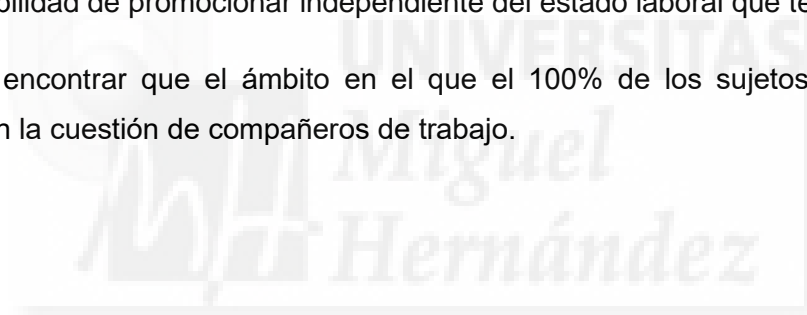 bilidad de promocionar independiente del estado laboral que te
UNIVERSITAS
encontrar que el ámbito en el que el 100% de los sujetos
n la cuestión de compañeros de trabajo.
Miguel
Hernández